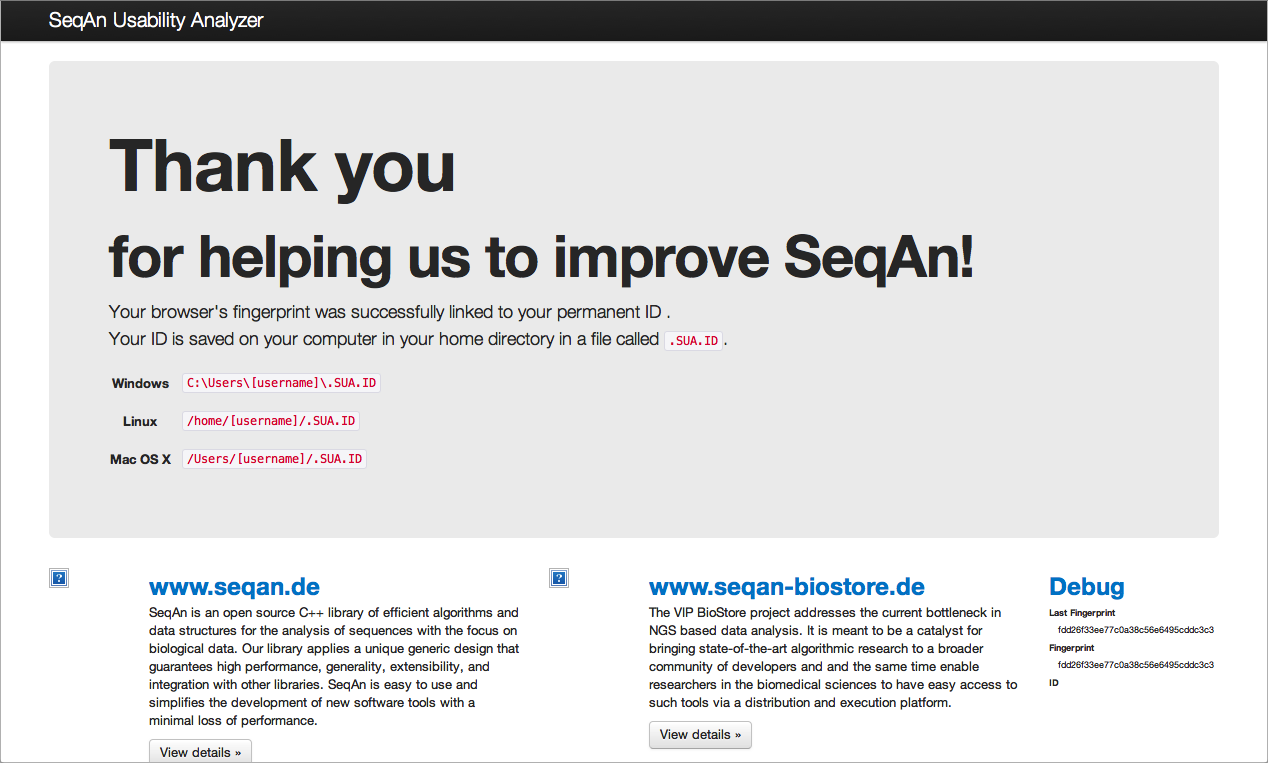 SeqAn Usability Analyzer
Thank you
for helping us to improve SeqAn!
Your browser's fingerprint was successfully linked to your permanent ID .
Your ID is saved on your computer in your home directory in a file called .SUA.ID.
Windows C:\Users\[username]\.SUA.ID
Linux /home/[username]/.SUA.ID
Mac OS X /Users/[username]/.SUA.ID
www.seqan.de
SeqAn is an open source C++ library of efficient algorithms and
data structures for the analysis of sequences with the focus on
biological data. Our library applies a unique generic design that
guarantees high performance, generality, extensibility, and
integration with other libraries. SeqAn is easy to use and
simplifies the development of new software tools with a
minimal loss of performance.
View details »
www.seqan-biostore.de
The VIP BioStore project addresses the current bottleneck in
NGS based data analysis. It is meant to be a catalyst for
bringing state-of-the-art algorithmic research to a broader
community of developers and and the same time enable
researchers in the biomedical sciences to have easy access to
such tools via a distribution and execution platform.
View details »
Debug
Last Fingerprint
fdd26f33ee77c0a38c56e6495cddc3c3
Fingerprint
fdd26f33ee77c0a38c56e6495cddc3c3
ID